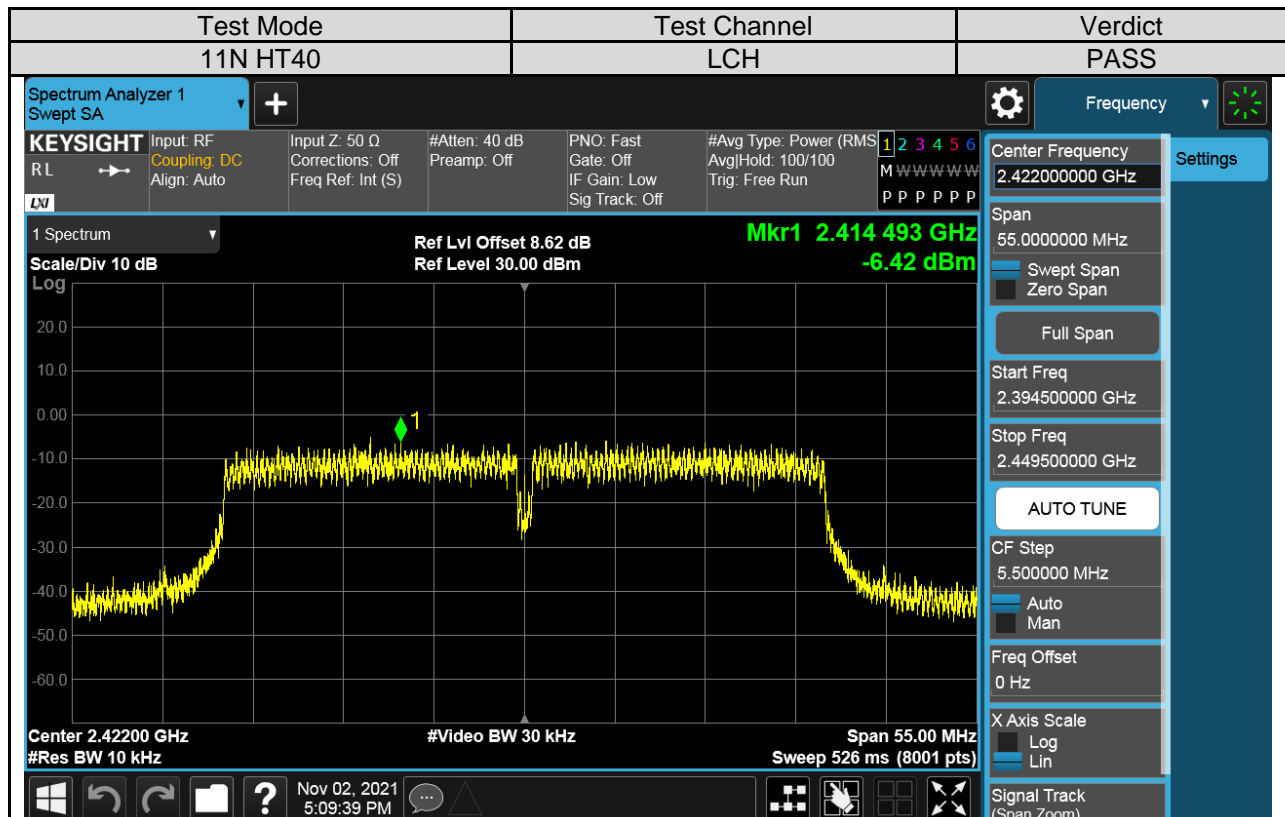 Test Mode Test Channel Verdict
11N HT40 LCH PASS
Spectrum Analyzer 1
Swept SA
+
Frequency
KEYSIGHT
RL
LXI
Input: RF
Coupling: DC
Align: Auto
Input Z: 50 Ω
Corrections: Off
Freq Ref: Int (S)
#Atten: 40 dB
Preamp: Off
PNO: Fast
Gate: Off
IF Gain: Low
Sig Track: Off
#Avg Type: Power (RMS
Avg|Hold: 100/100
Trig: Free Run
1 2 3 4 5 6
M W W W W W
P P P P P P
1 Spectrum
Scale/Div 10 dB
Ref Lvl Offset 8.62 dB
Ref Level 30.00 dBm
Mkr1 2.414 493 GHz
-6.42 dBm
Log
20.0
10.0
0.00
-10.0
-20.0
-30.0
-40.0
-50.0
-60.0
1
Center 2.42200 GHz
#Res BW 10 kHz
#Video BW 30 kHz
Span 55.00 MHz
Sweep 526 ms (8001 pts)
Center Frequency
2.422000000 GHz
Settings
Span
55.0000000 MHz
Swept Span
Zero Span
Full Span
Start Freq
2.394500000 GHz
Stop Freq
2.449500000 GHz
AUTO TUNE
CF Step
5.500000 MHz
Auto
Man
Freq Offset
0 Hz
X Axis Scale
Log
Lin
Signal Track
(Span Zoom)
?
Nov 02, 2021
5:09:39 PM